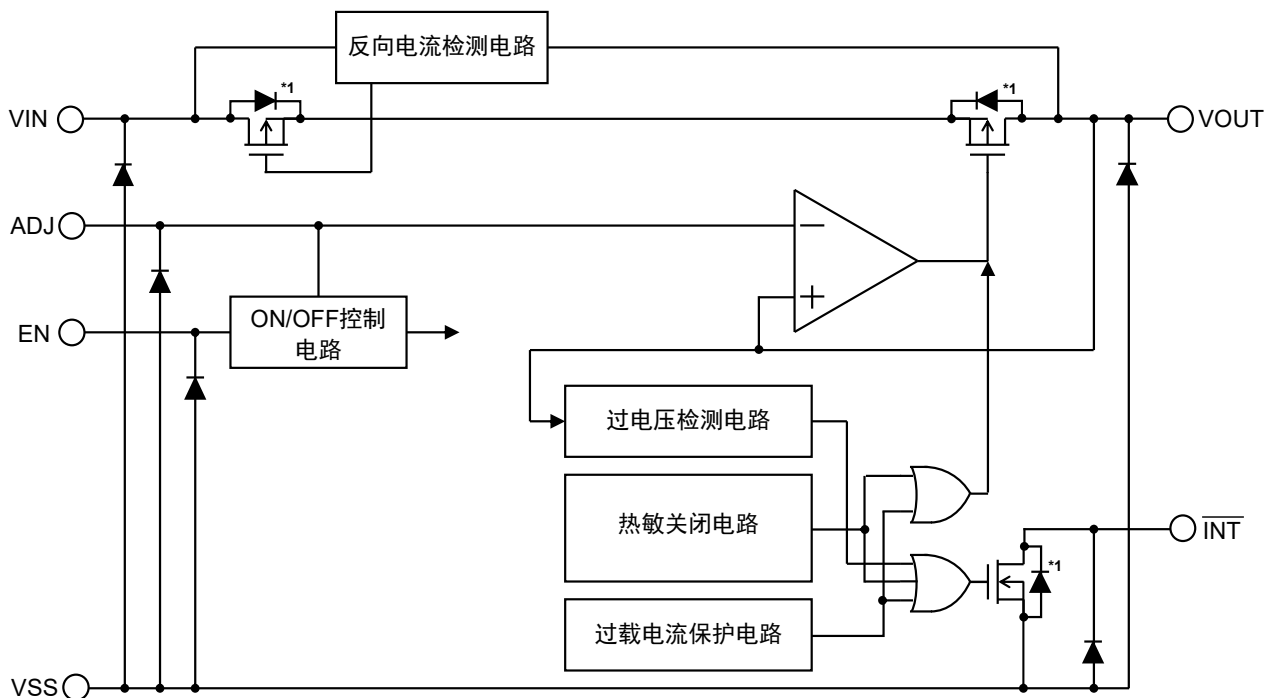 反向电流检测电路
*1
*1
VIN
VOUT
ADJ
EN
ON/OFF控制
电路
过电压检测电路
热敏关闭电路
INT
*1
过载电流保护电路
VSS